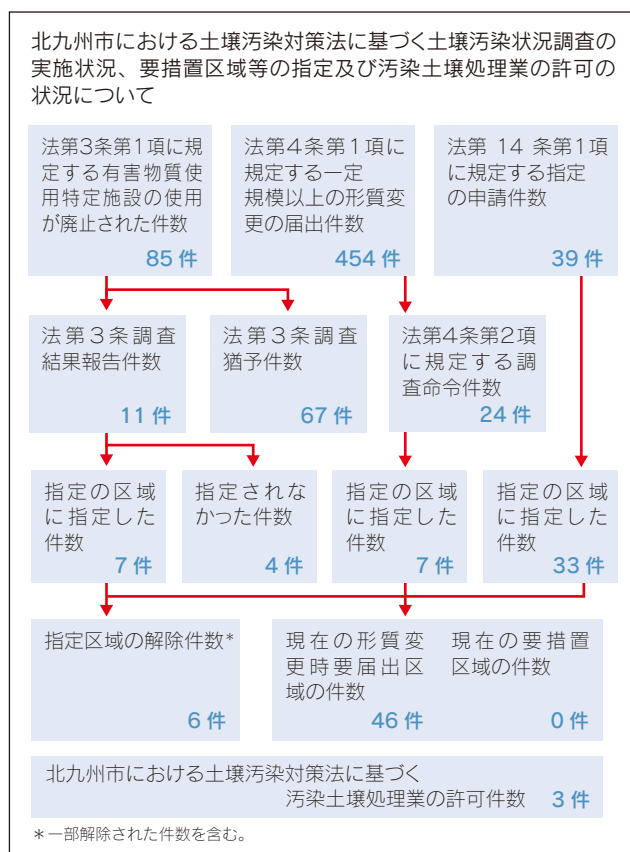 北九州市における土壌汚染対策法に基づく土壌汚染状況調査の
実施状況、要措置区域等の指定及び汚染土壌処理業の許可の
状況について
法第3条第1項に規
定する有害物質使
用特定施設の使用
が廃止された件数
85 件
法第4条第1項に
規定する一定
規模以上の形質変
更の届出件数
454 件
法第 14 条第1項
に規定する指定
の申請件数
39 件
法第3条調査
結果報告件数
11 件
法第3条調査
猶予件数
67 件
法第4条第2項
に規定する調
査命令件数
24 件
指定の区域
に指定した
件数
7 件
指定されな
かった件数
4 件
指定の区域
に指定した
件数
7 件
指定の区域
に指定した
件数
33 件
指定区域の解除件数*
6 件
現在の形質変
更時要届出区
域の件数
46 件
現在の要措置
区域の件数
0 件
北九州市における土壌汚染対策法に基づく
汚染土壌処理業の許可件数 3 件
*一部解除された件数を含む。